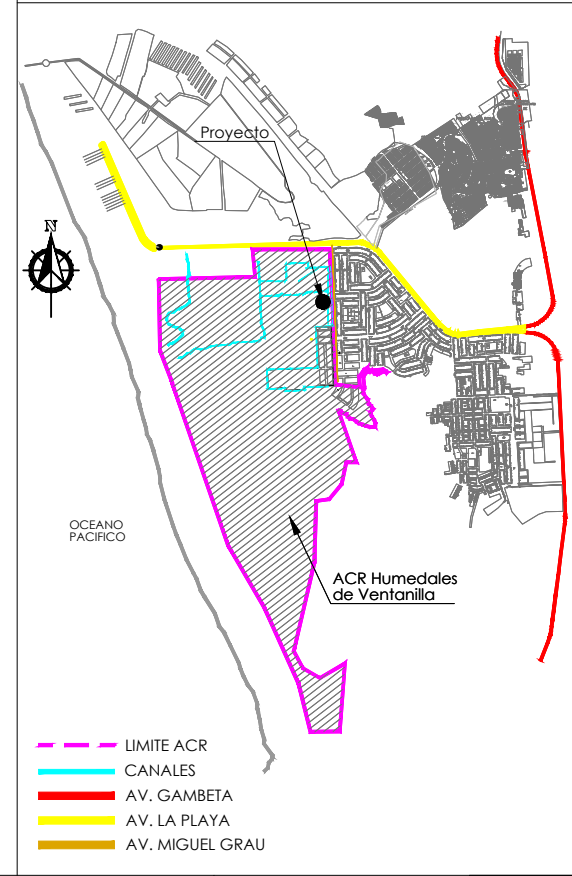 Proyecto
N
OCEANO
PACIFICO
ACR Humedales
de Ventanilla
LIMITE ACR
CANALES
AV. GAMBETA
AV. LA PLAYA
AV. MIGUEL GRAU